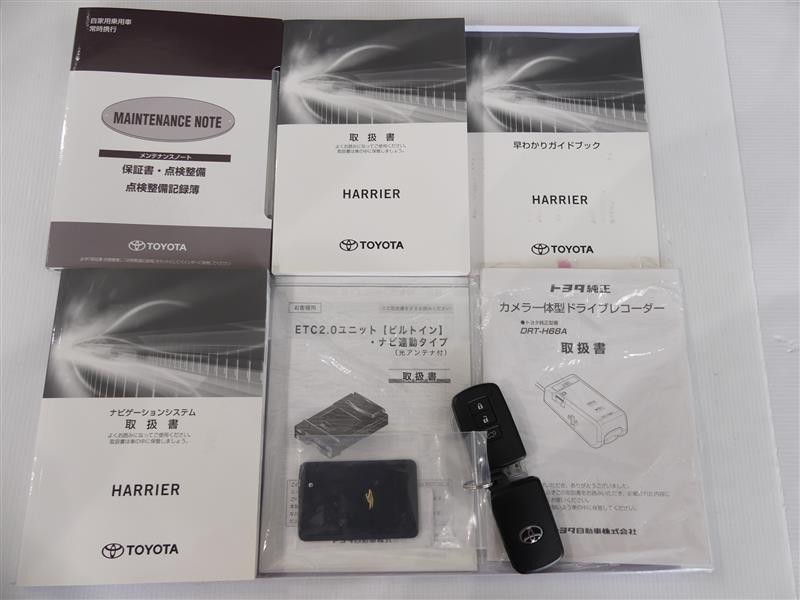 自家用乗用車
常時携行
MAINTENANCE NOTE
メンテナンスノート
保証書・点検整備
点検整備記録簿
TOYOTA
取扱書
よくお読みになってご使用ください。
取扱書は車の中に保管しましょう。
HARRIER
TOYOTA
早わかりガイドブック
HARRIER
TOYOTA
ナビゲーションシステム
取扱書
よくお読みになってご使用ください。
取扱書は車の中に保管しましょう。
HARRIER
TOYOTA
お客様用
ETC2.0ユニット【ビルトイン】
・ナビ連動タイプ
(光アンテナ付)
取扱書
トヨタ純正
カメラ一体型ドライブレコーダー
●トヨタ純正型番
DRT-H68A
取扱書
トヨタ自動車株式会社